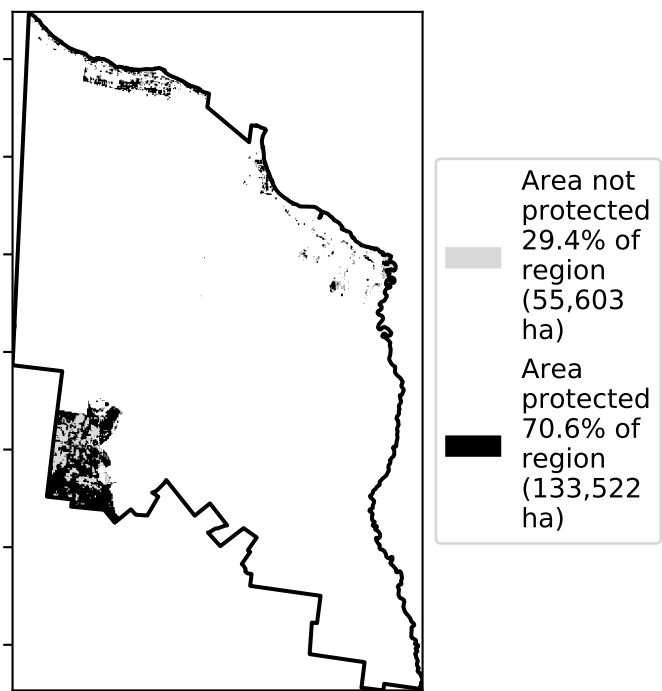 Area not
protected
29.4% of
region
(55,603
ha)
Area
protected
70.6% of
region
(133,522
ha)